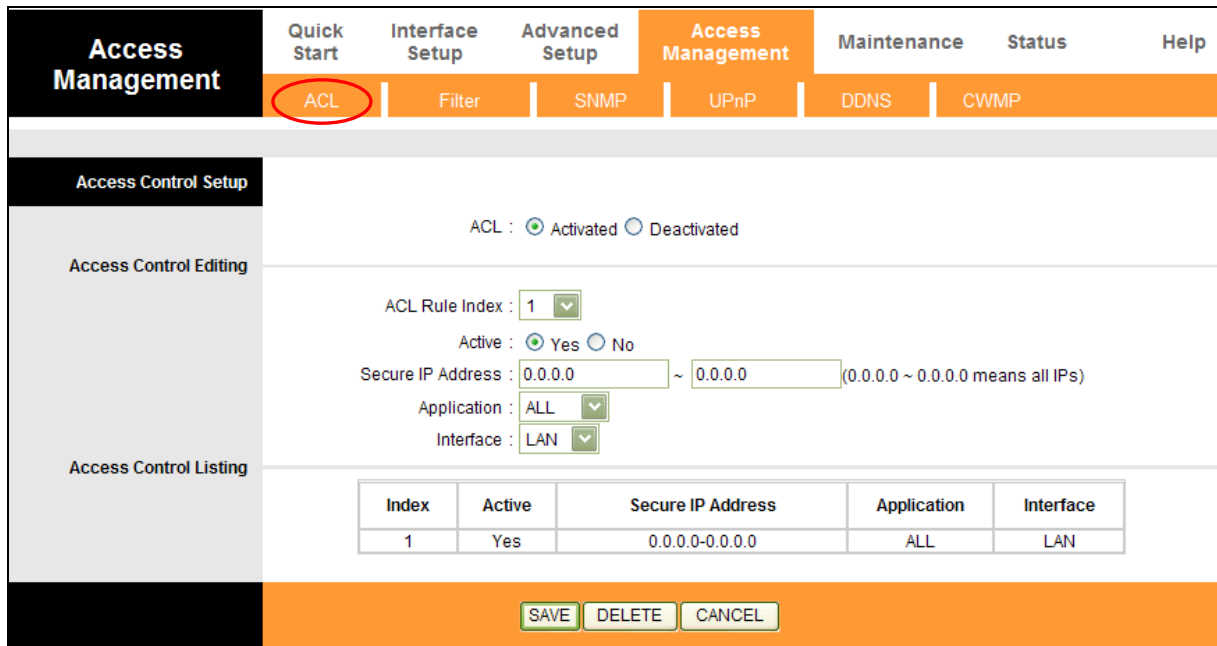 Access Management
Quick Start
Interface Setup
Advanced Setup
Access Management
Maintenance
Status
Help
ACL
Filter
SNMP
UPnP
DDNS
CWMP
Access Control Setup
ACL : Activated Deactivated
Access Control Editing
ACL Rule Index : 1
Active : Yes No
Secure IP Address : 0.0.0.0 ~ 0.0.0.0 (0.0.0.0 ~ 0.0.0.0 means all IPs)
Application : ALL
Interface : LAN
Access Control Listing
Index Active Secure IP Address Application Interface
1 Yes 0.0.0.0-0.0.0.0 ALL LAN
SAVE DELETE CANCEL